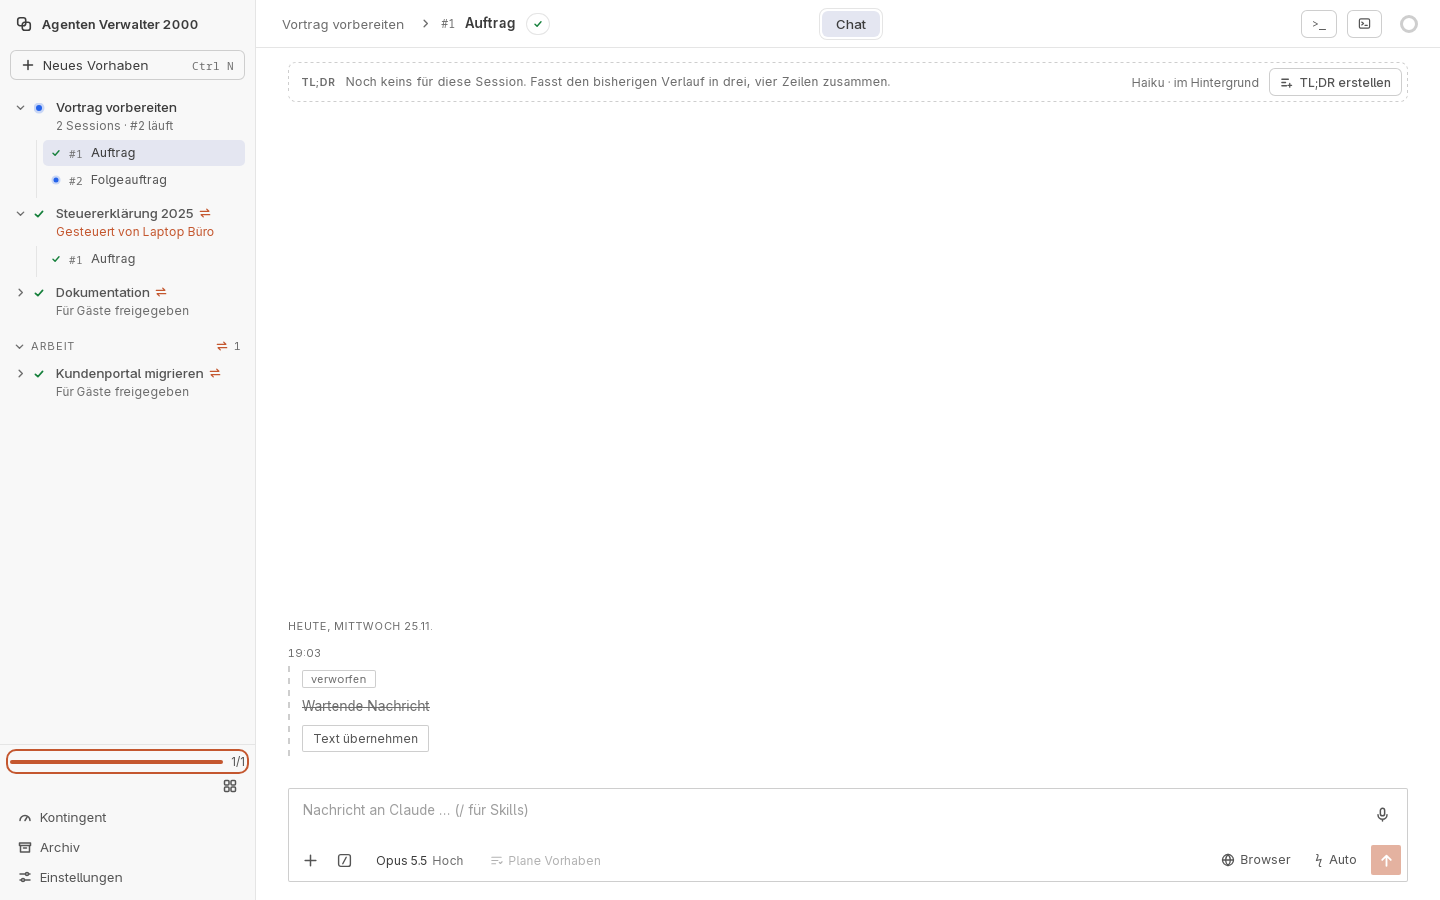 Agenten Verwalter 2000
Neues Vorhaben Ctrl N
Vortrag vorbereiten
2 Sessions · #2 läuft
#1 Auftrag
#2 Folgeauftrag
Steuererklärung 2025
Gesteuert von Laptop Büro
#1 Auftrag
Dokumentation
Für Gäste freigegeben
ARBEIT 1
Kundenportal migrieren
Für Gäste freigegeben
1/1
Kontingent
Archiv
Einstellungen
Vortrag vorbereiten #1 Auftrag
Chat
>_
TL;DR Noch keins für diese Session. Fasst den bisherigen Verlauf in drei, vier Zeilen zusammen.
Haiku · im Hintergrund TL;DR erstellen
HEUTE, MITTWOCH 25.11.
19:03
verworfen
Wartende Nachricht
Text übernehmen
Nachricht an Claude … (/ für Skills)
Opus 5.5 Hoch Plane Vorhaben
Browser Auto